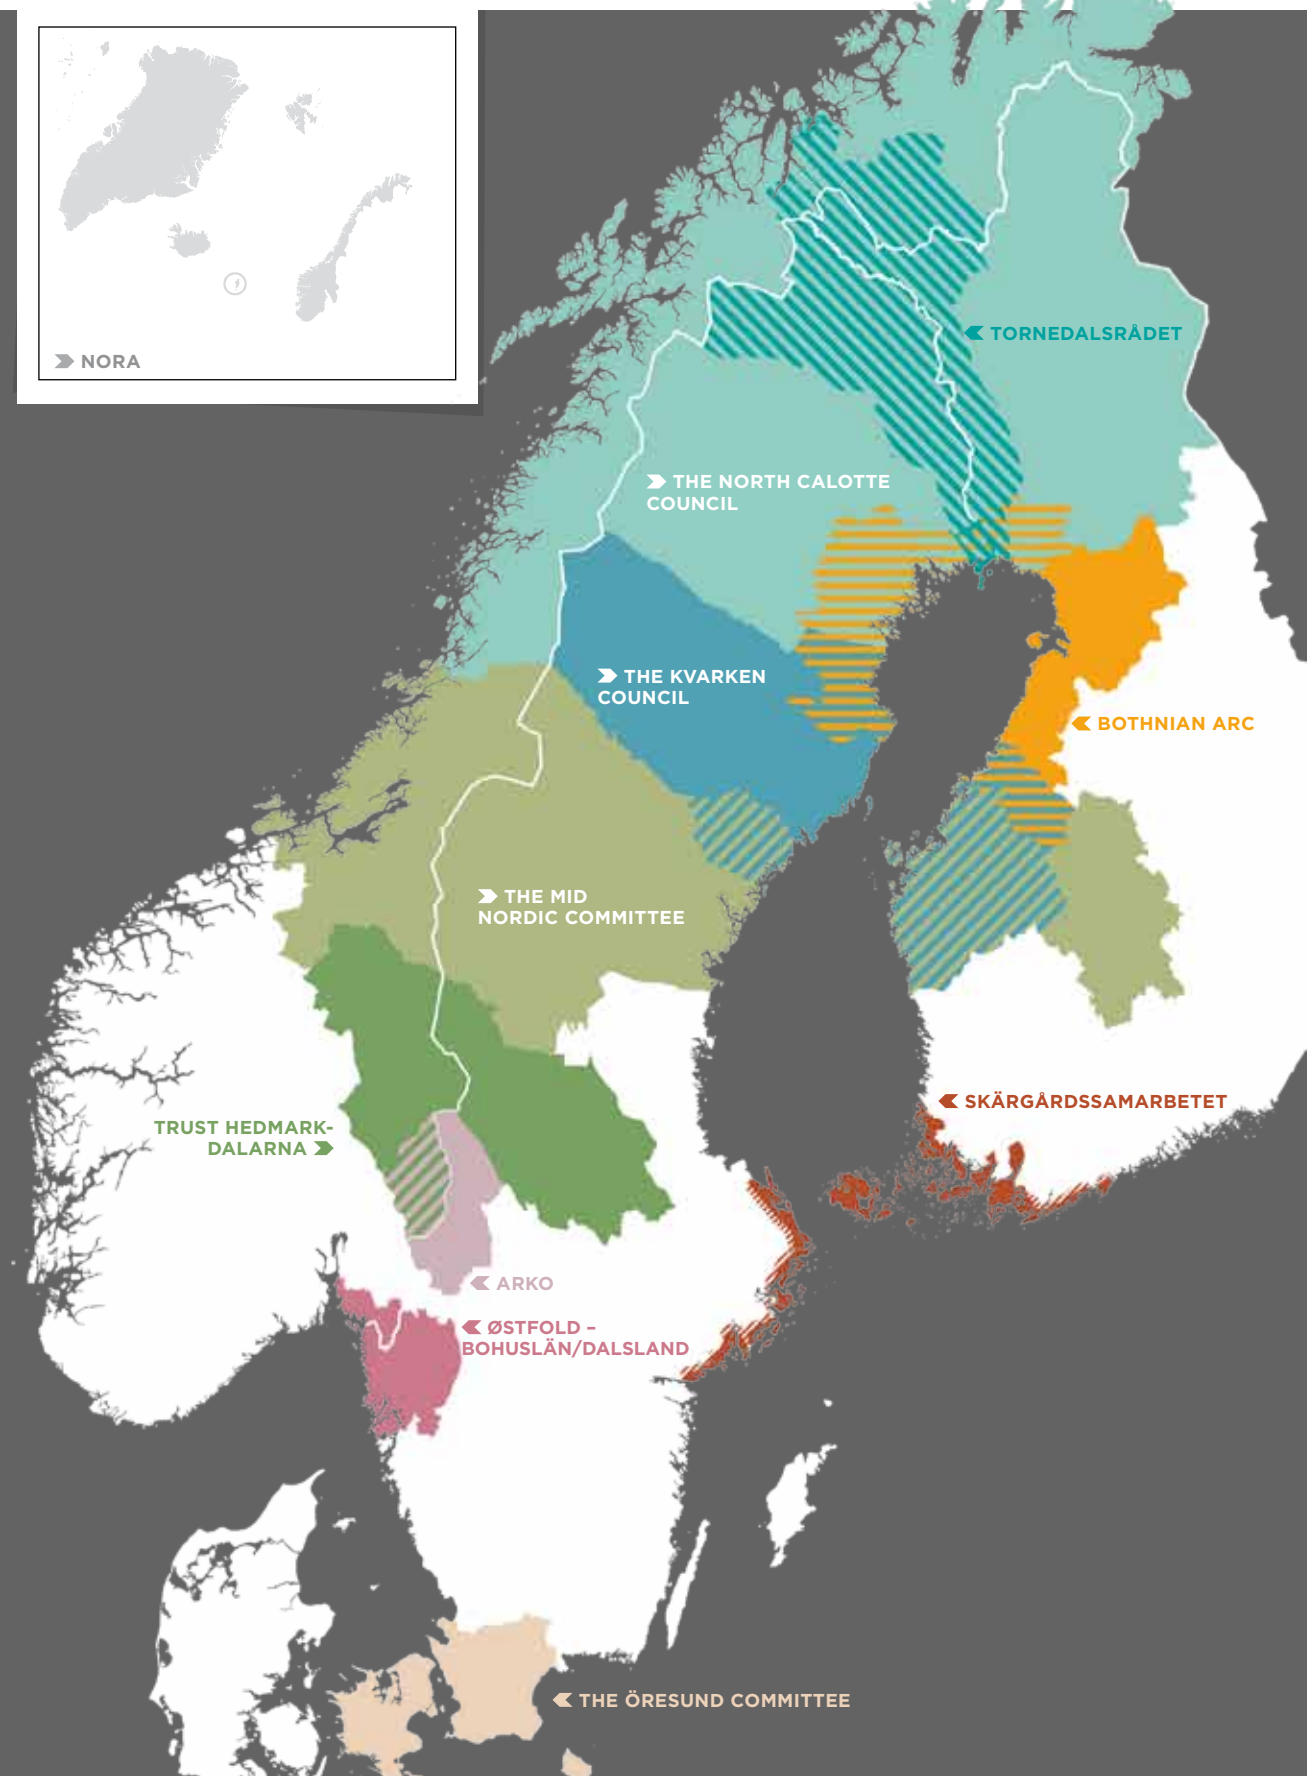 NORA
TORNEDALSRÅDET
THE NORTH CALOTTE
COUNCIL
THE KVARKEN
COUNCIL
BOTHNIAN ARC
THE MID
NORDIC COMMITTEE
SKÄRGÅRDSSAMARBETET
TRUST HEDMARK-
DALARNA
ARKO
ØSTFOLD –
BOHUSLÄN/DALSLAND
THE ÖRESUND COMMITTEE